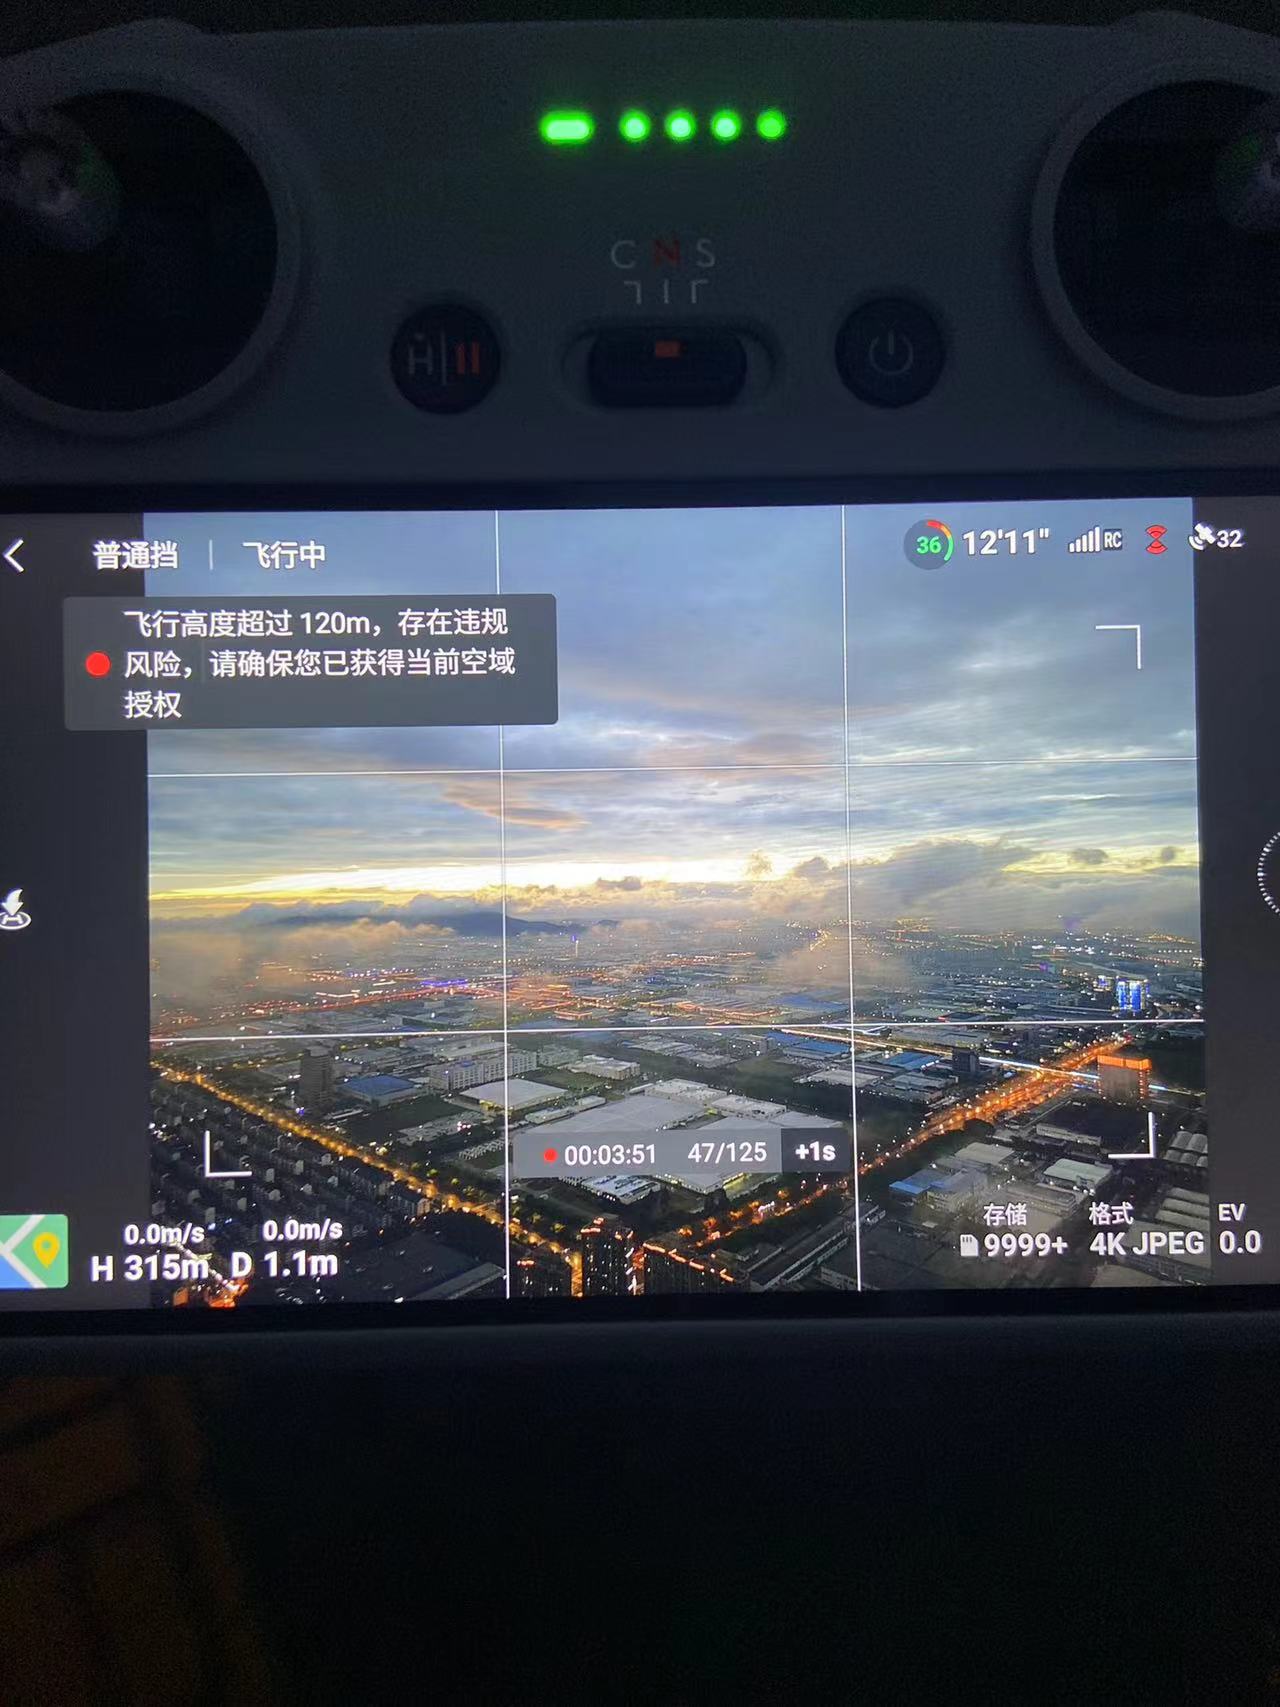 C N S
H
普通挡 | 飞行中
36 12'11" RC 32
飞行高度超过 120m，存在违规
风险，请确保您已获得当前空域
授权
00:03:51 47/125 +1s
0.0m/s 0.0m/s
H 315m D 1.1m
存储 格式 EV
9999+ 4K JPEG 0.0